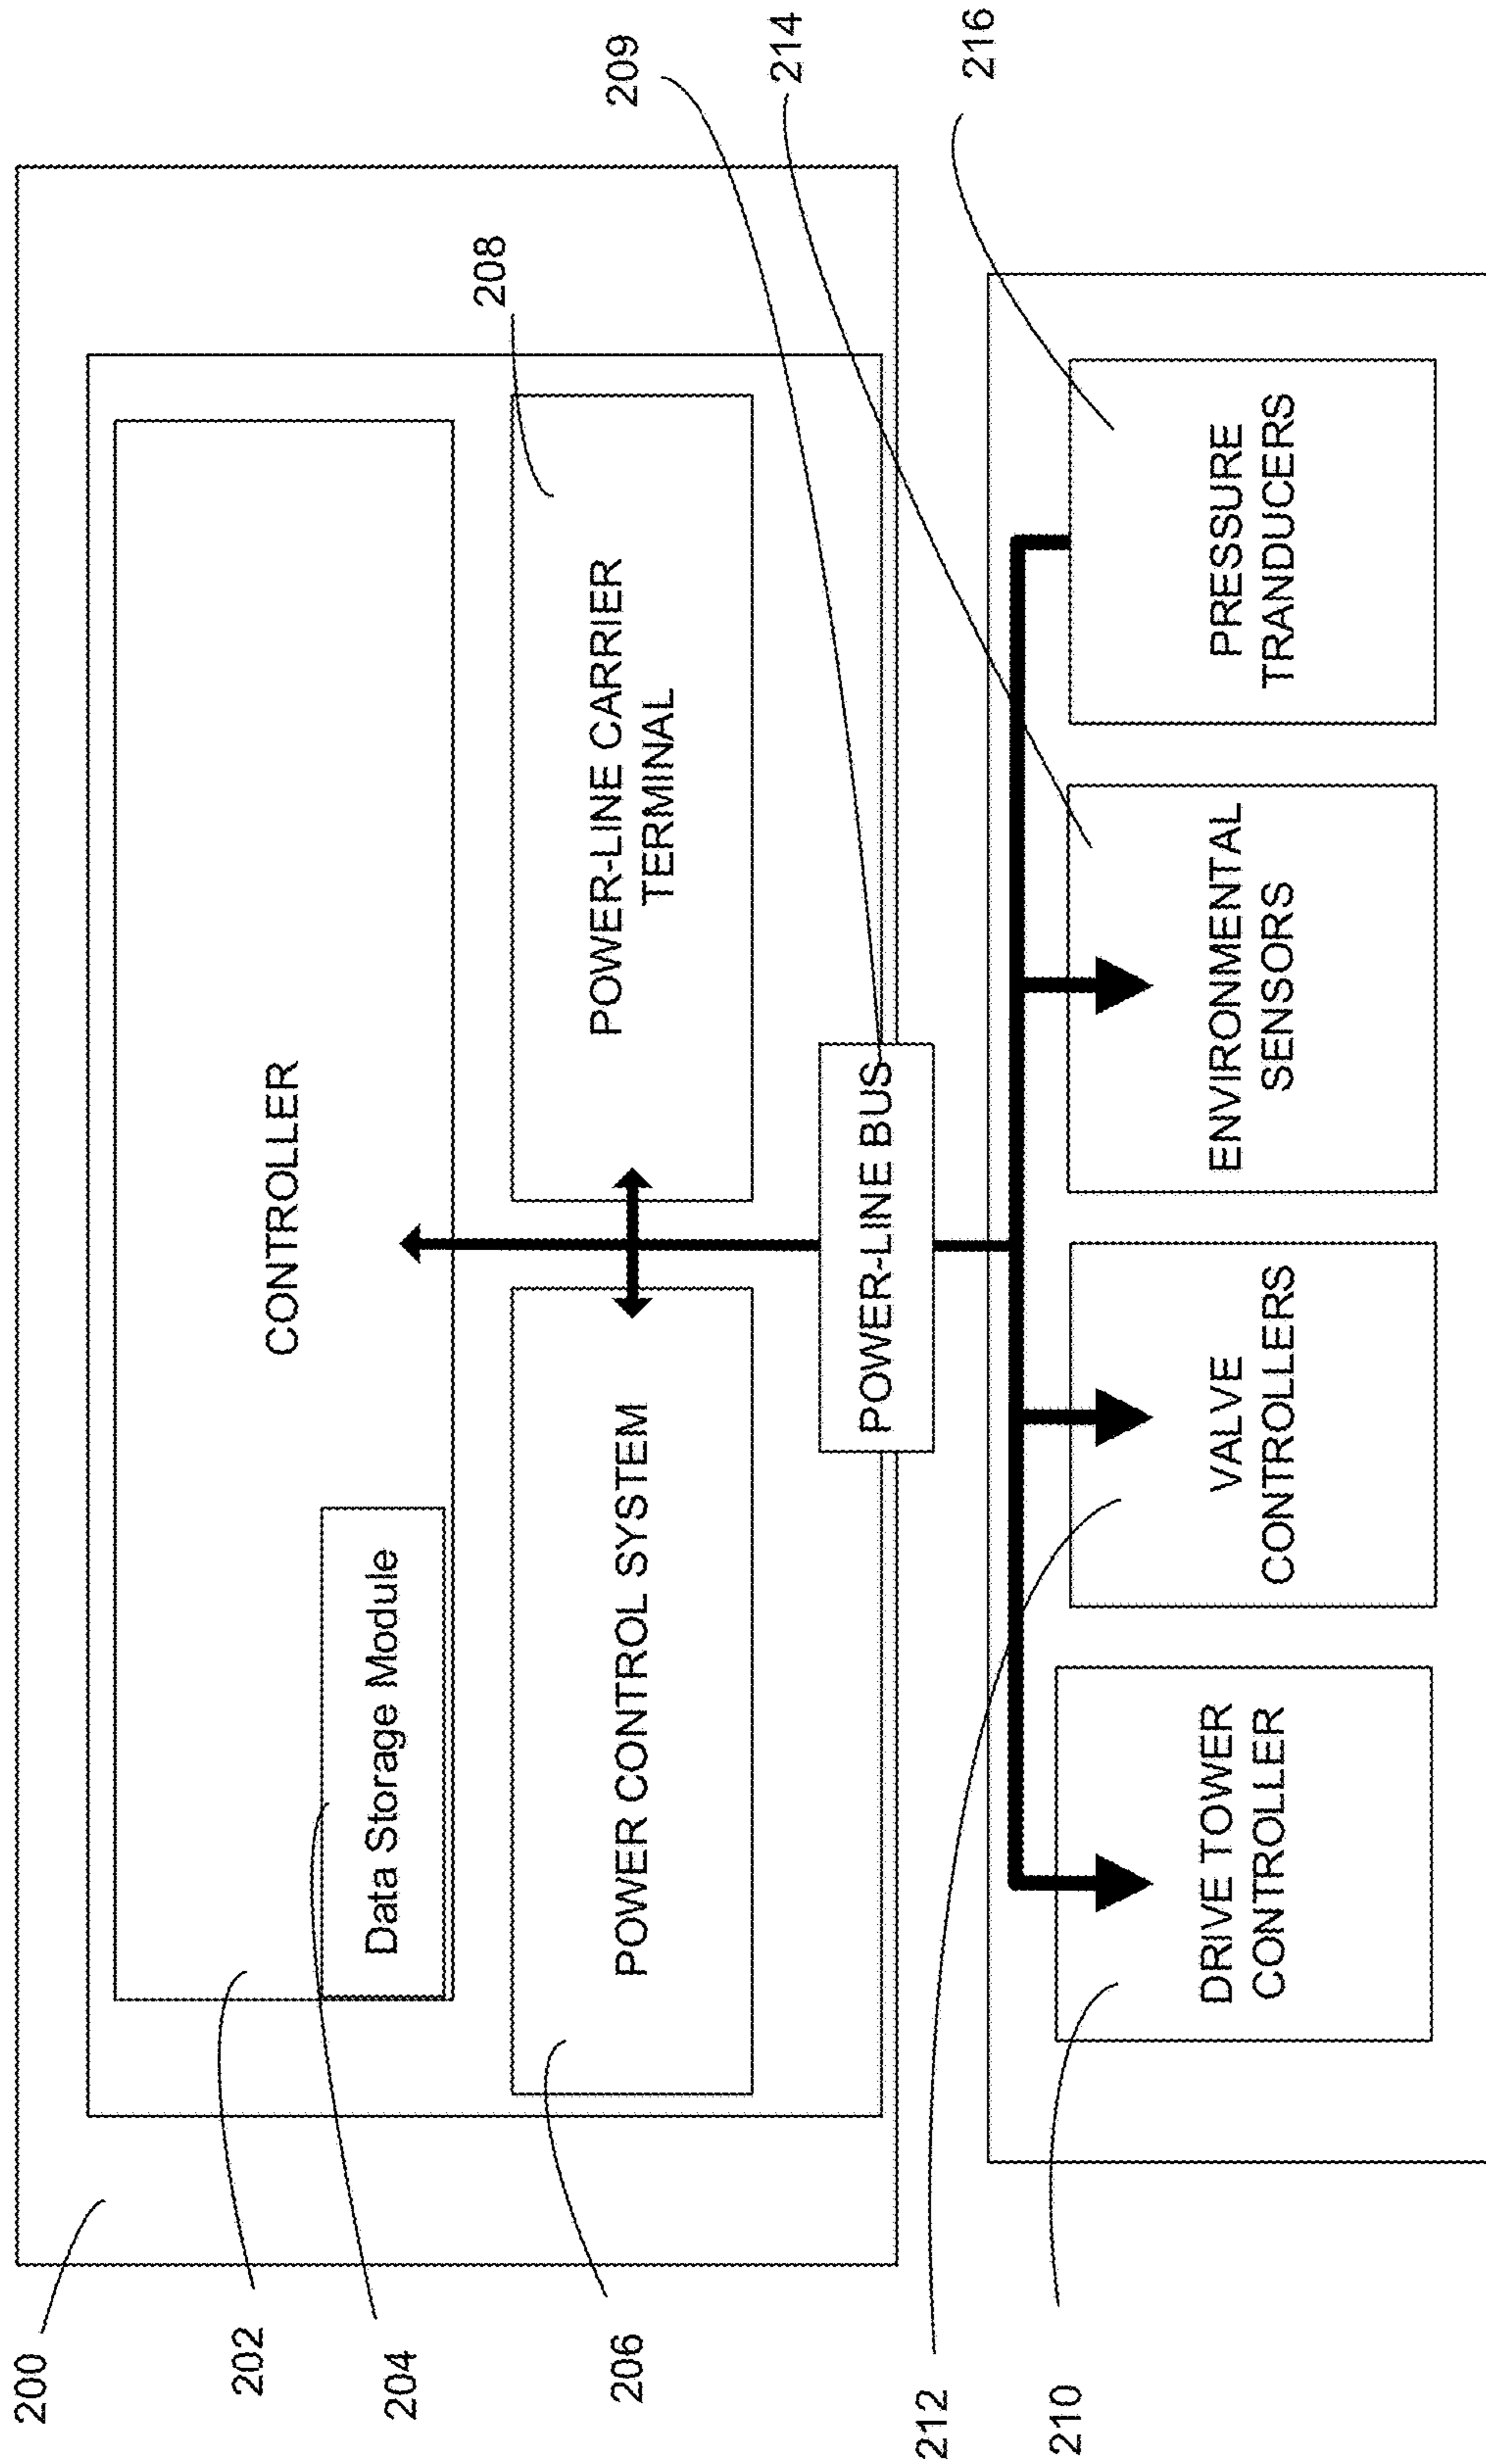 200
202
CONTROLLER
204
Data Storage Module
208
206
POWER CONTROL SYSTEM
POWER-LINE CARRIER
TERMINAL
209
POWER-LINE BUS
214
212
216
210
DRIVE TOWER
CONTROLLER
VALVE
CONTROLLERS
ENVIRONMENTAL
SENSORS
PRESSURE
TRANDUCERS